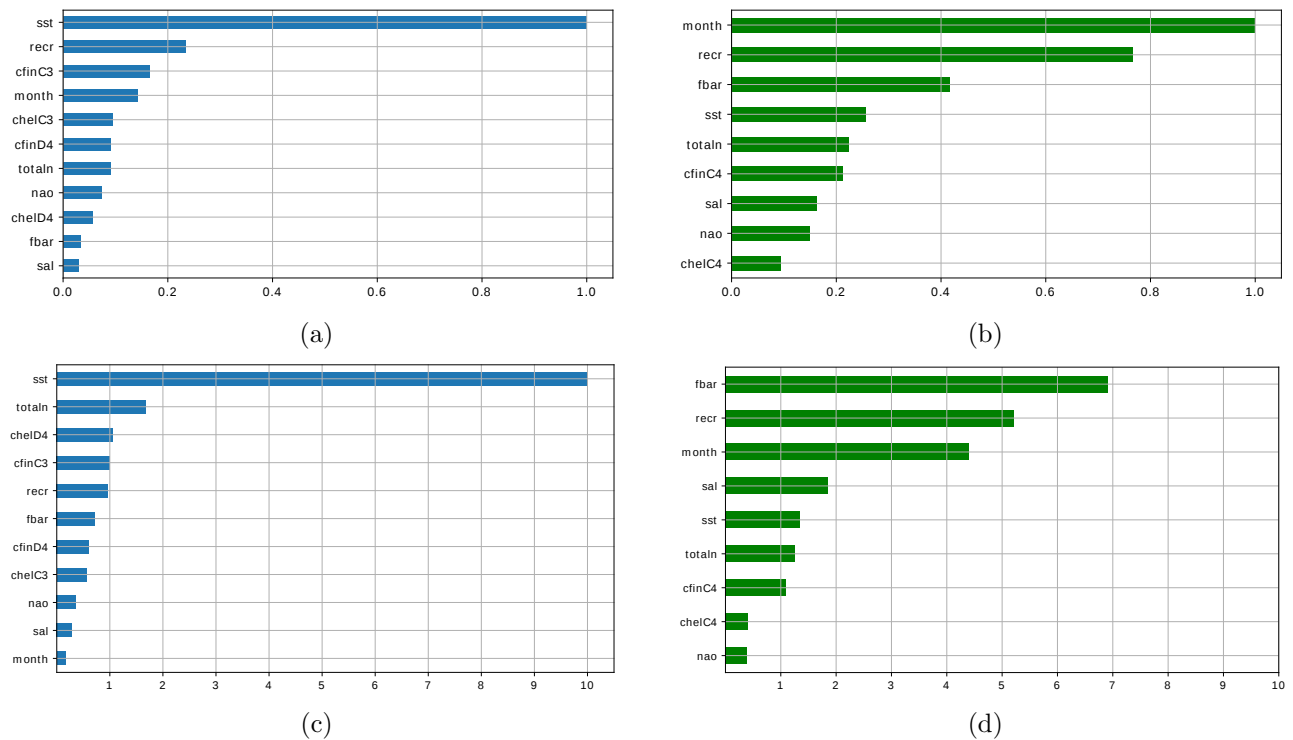 sst
recr
cfinC3
month
chelC3
cfinD4
totaln
nao
chelD4
fbar
sal
0.0 0.2 0.4 0.6 0.8 1.0
(a)
month
recr
fbar
sst
totaln
cfinC4
sal
nao
chelC4
0.0 0.2 0.4 0.6 0.8 1.0
(b)
sst
totaln
chelD4
cfinC3
recr
fbar
cfinD4
chelC3
nao
sal
month
1 2 3 4 5 6 7 8 9 10
(c)
fbar
recr
month
sal
sst
totaln
cfinC4
chelC4
nao
1 2 3 4 5 6 7 8 9 10
(d)